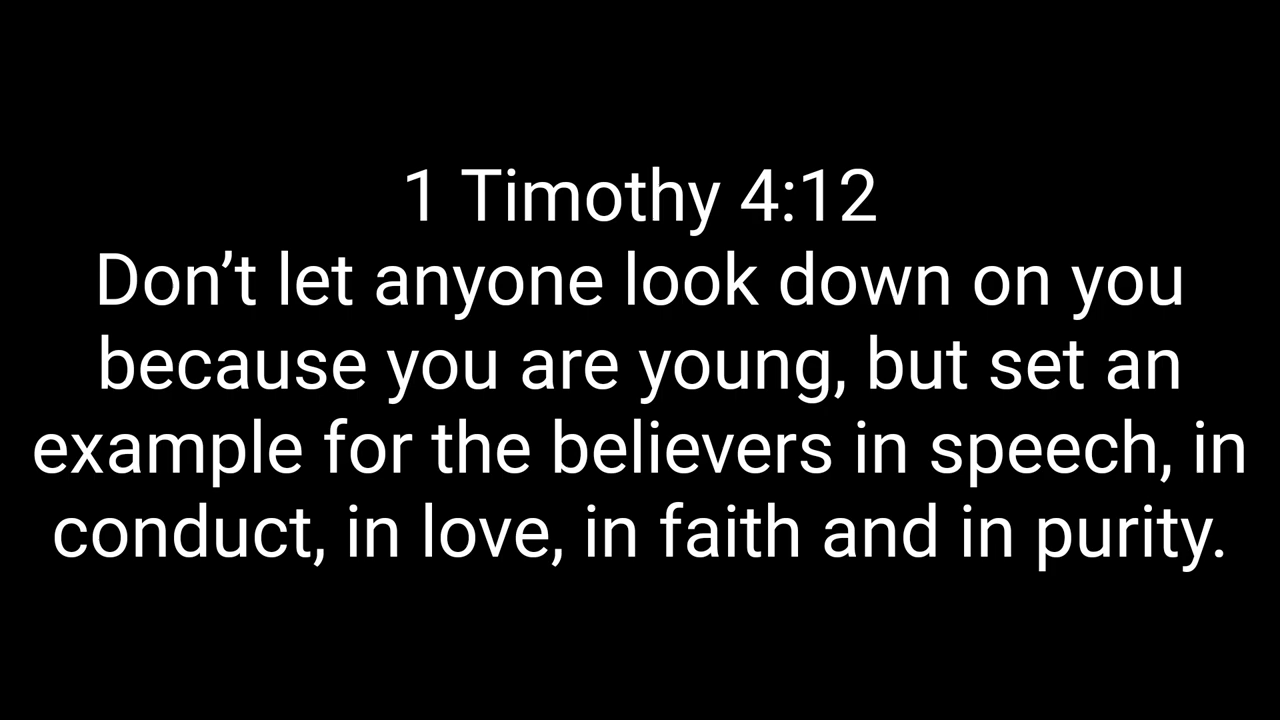 1 Timothy 4:12
Don’t let anyone look down on you
because you are young, but set an
example for the believers in speech, in
conduct, in love, in faith and in purity.